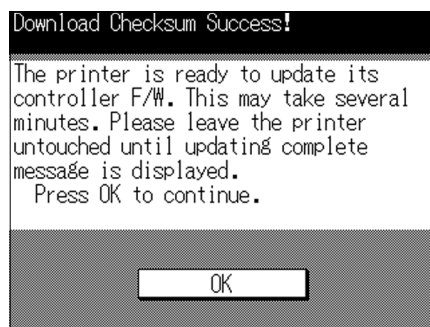 Download Checksum Success!
The printer is ready to update its
controller F/W. This may take several
minutes. Please leave the printer
untouched until updating complete
message is displayed.
Press OK to continue.
OK